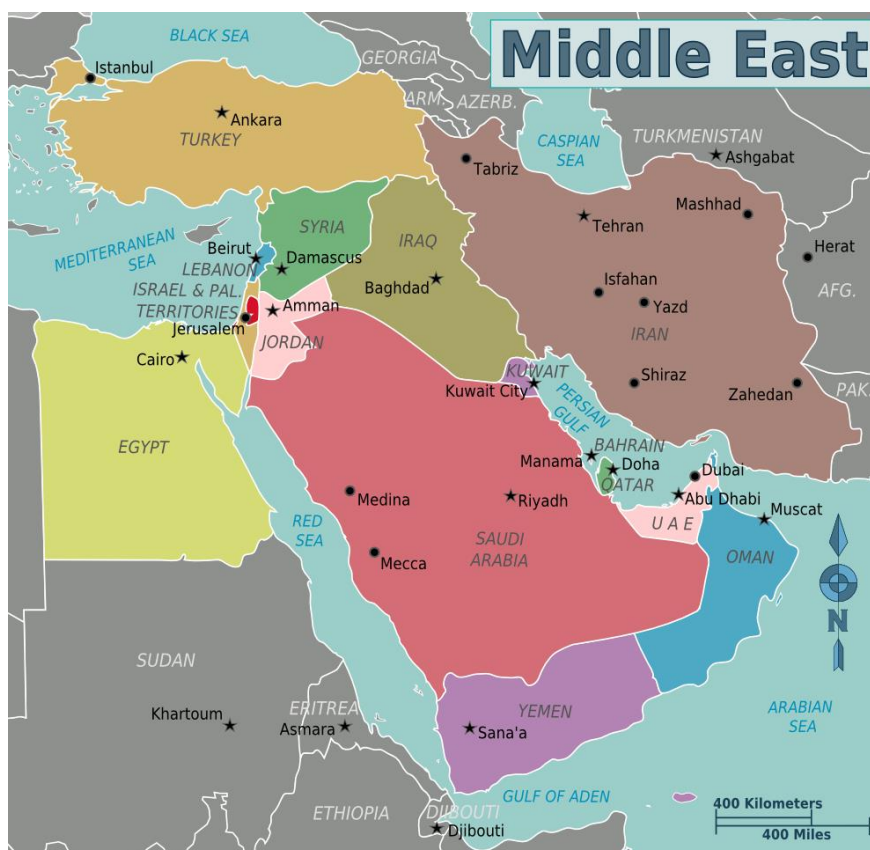 Middle East
BLACK SEA
Istanbul
GEORGIA
ARM.
AZERB.
Ankara
TURKEY
CASPIAN
SEA
TURKMENISTAN
Ashgabat
Tabriz
Mashhad
Tehran
SYRIA
IRAQ
MEDITERRANEAN
SEA
Beirut
Damascus
LEBANON
Herat
AFG.
ISRAEL & PAL.
TERRITORIES
Baghdad
Isfahan
Yazd
IRAN
Amman
Jerusalem
JORDAN
Cairo
KUWAIT
Kuwait City
Shiraz
Zahedan
PAK.
PERSIAN
GULF
EGYPT
BAHRAIN
Manama
Doha
QATAR
Dubai
Abu Dhabi
Muscat
Medina
Riyadh
U A E
RED
SEA
SAUDI
ARABIA
Mecca
OMAN
N
SUDAN
Khartoum
ERITREA
Asmara
YEMEN
Sana'a
ARABIAN
SEA
ETHIOPIA
DJIBOUTI
Djibouti
GULF OF ADEN
400 Kilometers
400 Miles